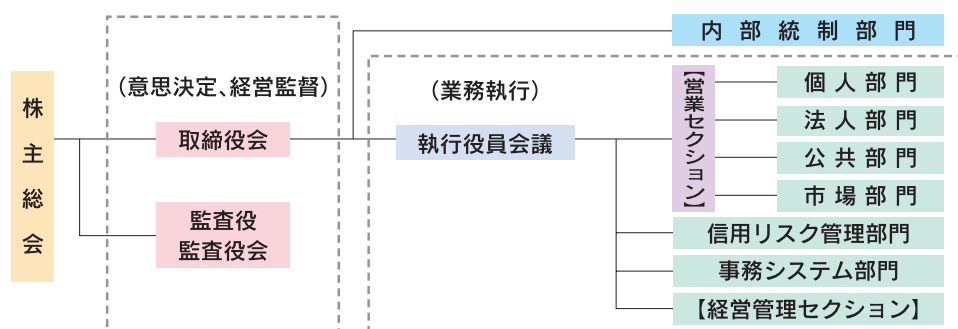 株主総会
(意思決定、経営監督)
取締役会
監査役
監査役会
(業務執行)
執行役員会議
内部統制部門
【営業セクション】
個人部門
法人部門
公共部門
市場部門
信用リスク管理部門
事務システム部門
【経営管理セクション】